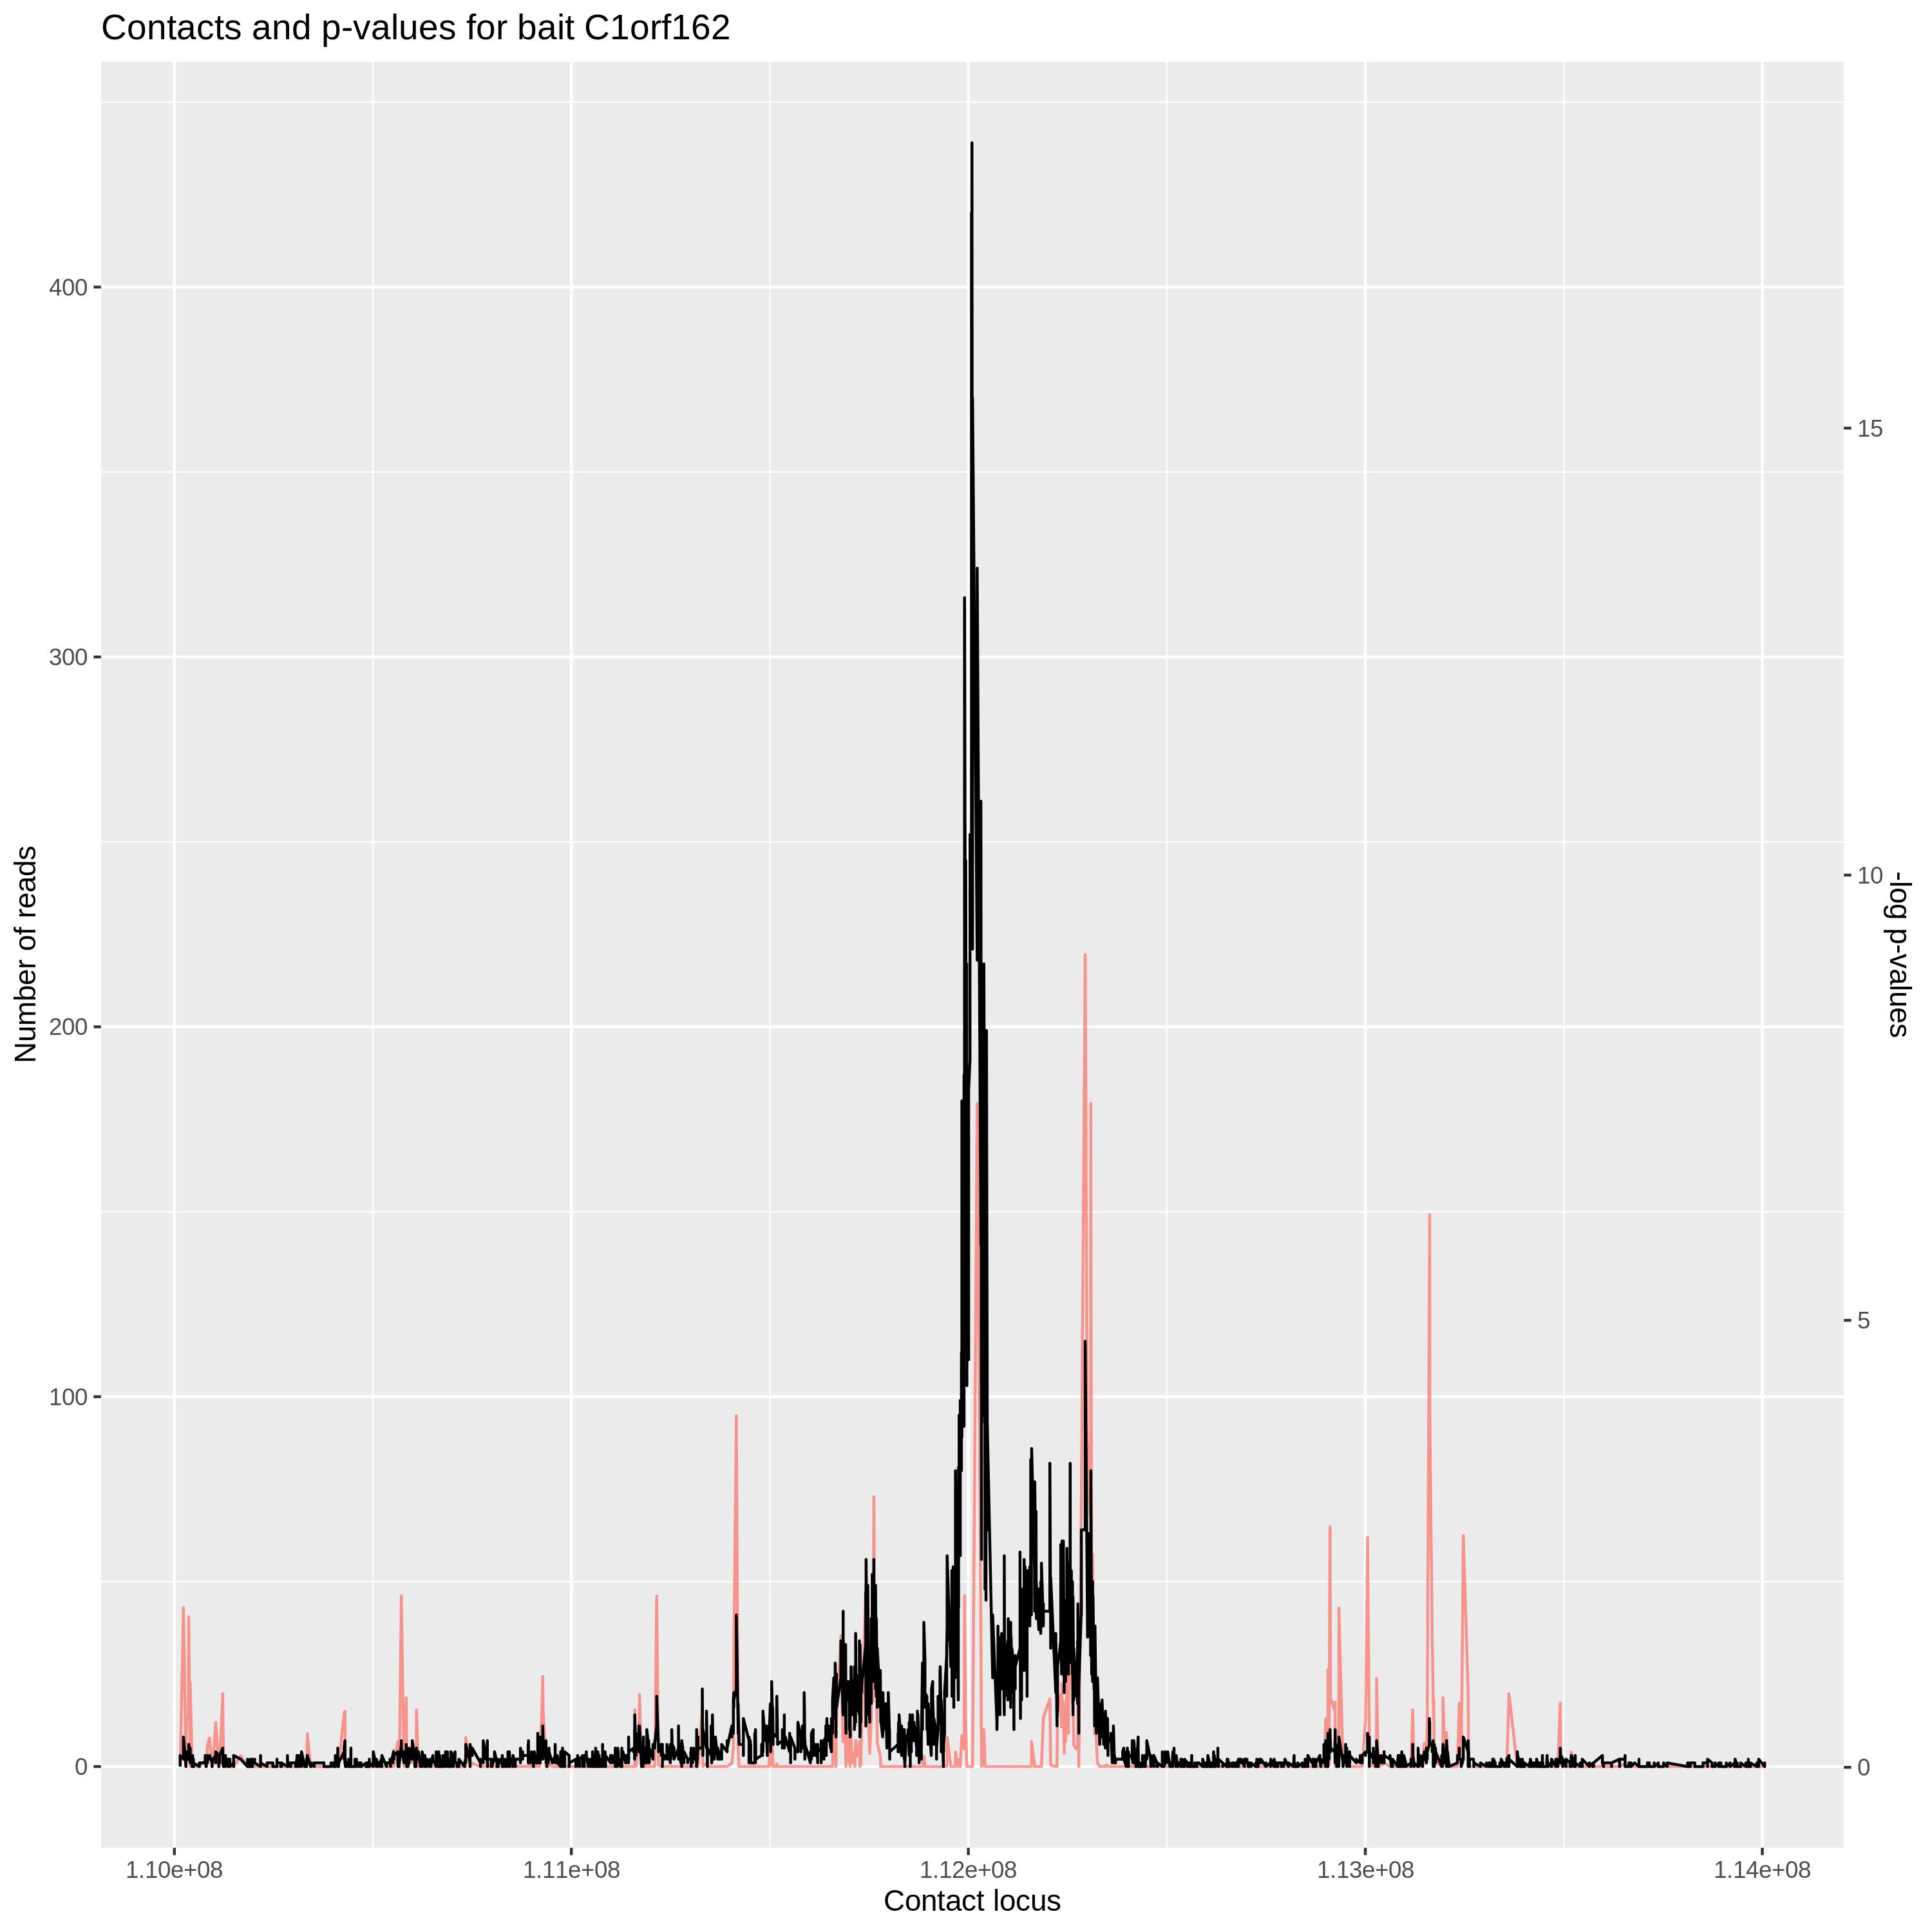 Contacts and p-values for bait C1orf162
400
300
200
100
0
Number of reads
15
10
5
0
-log p-values
1.10e+08
1.11e+08
1.12e+08
1.13e+08
1.14e+08
Contact locus